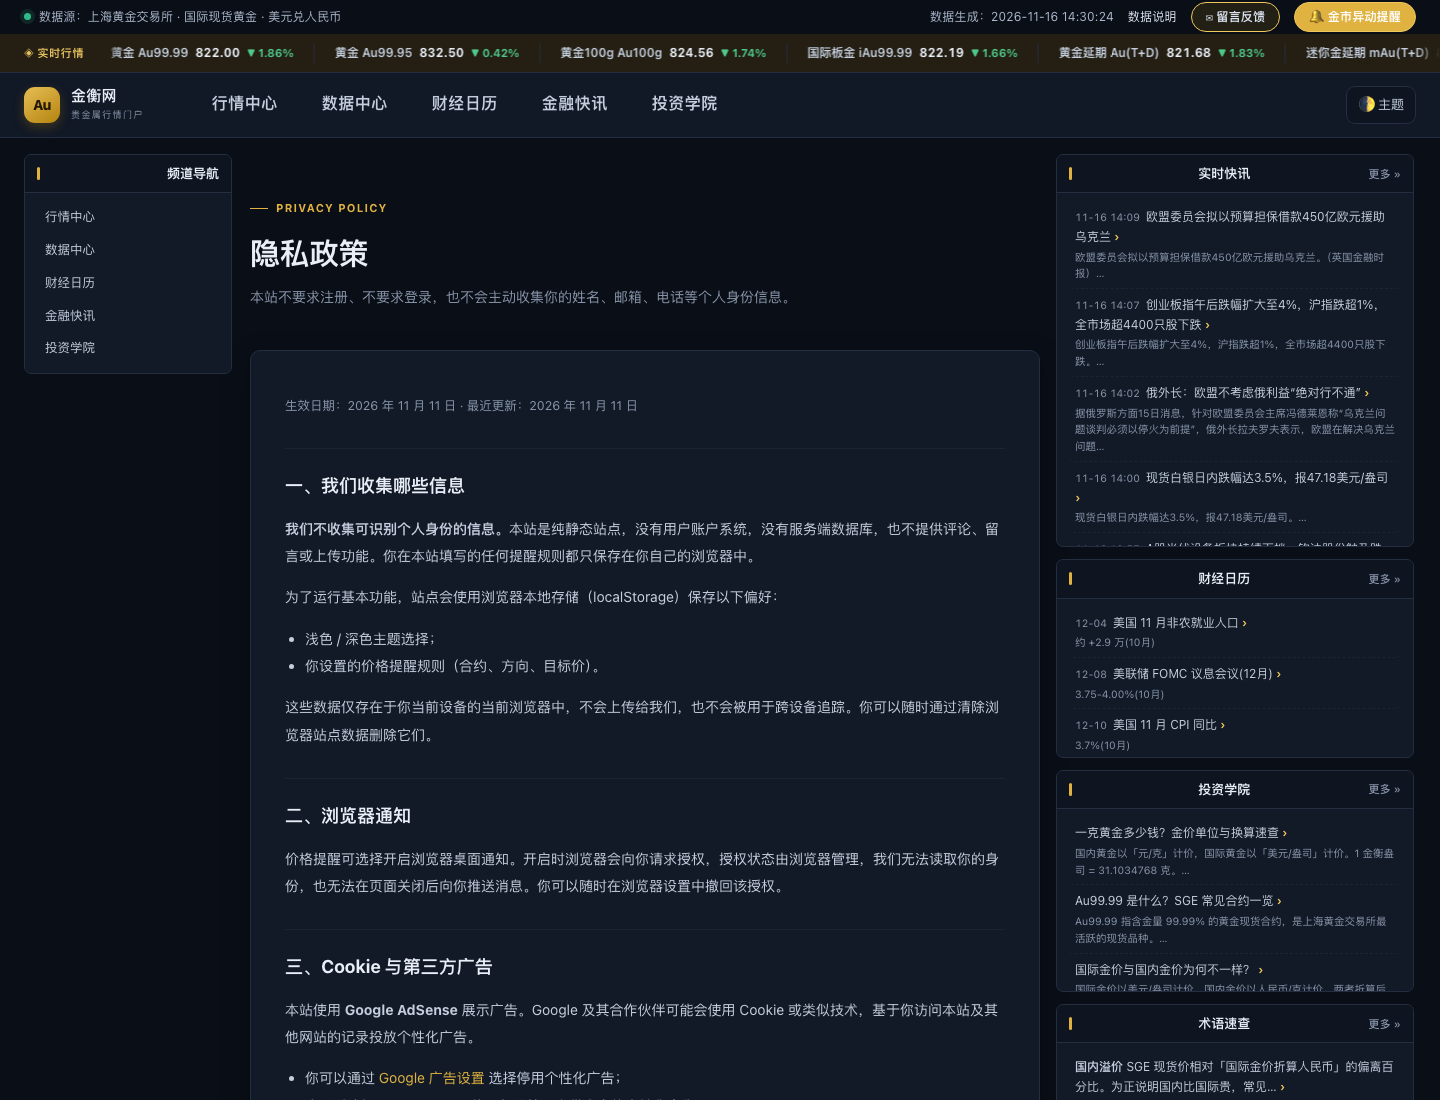 数据源：上海黄金交易所 · 国际现货黄金 · 美元兑人民币
数据生成：2026-11-16 14:30:24 数据说明 ✉ 留言反馈 🔔 金市异动提醒
◈ 实时行情 黄金 Au99.99 822.00 ▼1.86% 黄金 Au99.95 832.50 ▼0.42% 黄金100g Au100g 824.56 ▼1.74% 国际板金 iAu99.99 822.19 ▼1.66% 黄金延期 Au(T+D) 821.68 ▼1.83% 迷你金延期 mAu(T+D)
Au 金衡网
贵金属行情门户
行情中心 数据中心 财经日历 金融快讯 投资学院
🌓 主题
频道导航
行情中心
数据中心
财经日历
金融快讯
投资学院
PRIVACY POLICY
隐私政策
本站不要求注册、不要求登录，也不会主动收集你的姓名、邮箱、电话等个人身份信息。
生效日期：2026 年 11 月 11 日 · 最近更新：2026 年 11 月 11 日
一、我们收集哪些信息
我们不收集可识别个人身份的信息。本站是纯静态站点，没有用户账户系统，没有服务端数据库，也不提供评论、留
言或上传功能。你在本站填写的任何提醒规则都只保存在你自己的浏览器中。
为了运行基本功能，站点会使用浏览器本地存储（localStorage）保存以下偏好：
• 浅色 / 深色主题选择；
• 你设置的价格提醒规则（合约、方向、目标价）。
这些数据仅存在于你当前设备的当前浏览器中，不会上传给我们，也不会被用于跨设备追踪。你可以随时通过清除浏
览器站点数据删除它们。
二、浏览器通知
价格提醒可选择开启浏览器桌面通知。开启时浏览器会向你请求授权，授权状态由浏览器管理，我们无法读取你的身
份，也无法在页面关闭后向你推送消息。你可以随时在浏览器设置中撤回该授权。
三、Cookie 与第三方广告
本站使用 Google AdSense 展示广告。Google 及其合作伙伴可能会使用 Cookie 或类似技术，基于你访问本站及其
他网站的记录投放个性化广告。
• 你可以通过 Google 广告设置 选择停用个性化广告；
实时快讯 更多 »
11-16 14:09 欧盟委员会拟以预算担保借款450亿欧元援助
乌克兰 ›
欧盟委员会拟以预算担保借款450亿欧元援助乌克兰。（英国金融时
报）...
11-16 14:07 创业板指午后跌幅扩大至4%，沪指跌超1%，
全市场超4400只股下跌 ›
创业板指午后跌幅扩大至4%，沪指跌超1%，全市场超4400只股下
跌。...
11-16 14:02 俄外长：欧盟不考虑俄利益“绝对行不通” ›
据俄罗斯方面15日消息，针对欧盟委员会主席冯德莱恩称“乌克兰问
题谈判必须以停火为前提”，俄外长拉夫罗夫表示，欧盟在解决乌克兰
问题...
11-16 14:00 现货白银日内跌幅达3.5%，报47.18美元/盎司
›
现货白银日内跌幅达3.5%，报47.18美元/盎司。...
财经日历 更多 »
12-04 美国 11 月非农就业人口 ›
约 +2.9 万(10月)
12-08 美联储 FOMC 议息会议(12月) ›
3.75-4.00%(10月)
12-10 美国 11 月 CPI 同比 ›
3.7%(10月)
投资学院 更多 »
一克黄金多少钱？金价单位与换算速查 ›
国内黄金以「元/克」计价，国际黄金以「美元/盎司」计价。1 金衡盎
司 = 31.1034768 克。...
Au99.99 是什么？SGE 常见合约一览 ›
Au99.99 指含金量 99.99% 的黄金现货合约，是上海黄金交易所最
活跃的现货品种。...
国际金价与国内金价为何不一样？ ›
国际金价以美元/盎司计价，国内金价以人民币/克计价，两者折算后
术语速查 更多 »
国内溢价 SGE 现货价相对「国际金价折算人民币」的偏离百
分比。为正说明国内比国际贵，常见... ›